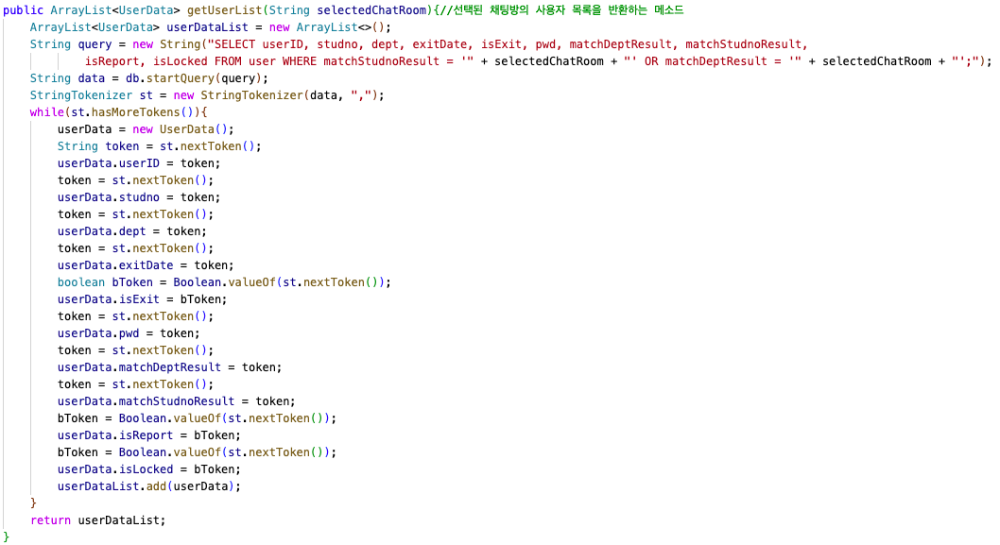 public ArrayList<UserData> getUserList(String selectedChatRoom){//선택된 채팅방의 사용자 목록을 반환하는 메소드
    ArrayList<UserData> userDataList = new ArrayList<>();
    String query = new String("SELECT userID, studno, dept, exitDate, isExit, pwd, matchDeptResult, matchStudnoResult,
            isReport, isLocked FROM user WHERE matchStudnoResult = '" + selectedChatRoom + "' OR matchDeptResult = '" + selectedChatRoom + "';");
    String data = db.startQuery(query);
    StringTokenizer st = new StringTokenizer(data, ",");
    while(st.hasMoreTokens()){
        userData = new UserData();
        String token = st.nextToken();
        userData.userID = token;
        token = st.nextToken();
        userData.studno = token;
        token = st.nextToken();
        userData.dept = token;
        token = st.nextToken();
        userData.exitDate = token;
        boolean bToken = Boolean.valueOf(st.nextToken());
        userData.isExit = bToken;
        token = st.nextToken();
        userData.pwd = token;
        token = st.nextToken();
        userData.matchDeptResult = token;
        token = st.nextToken();
        userData.matchStudnoResult = token;
        bToken = Boolean.valueOf(st.nextToken());
        userData.isReport = bToken;
        bToken = Boolean.valueOf(st.nextToken());
        userData.isLocked = bToken;
        userDataList.add(userData);
    }
    return userDataList;
}